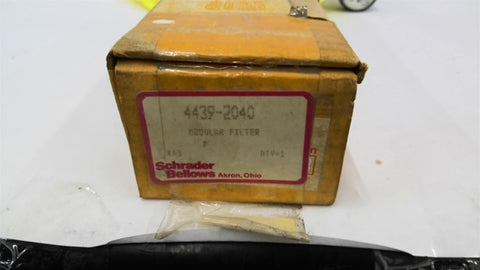 4439-2040
MODULAR FILTER
QTY=1
Schrader
Bellows Akron, Ohio